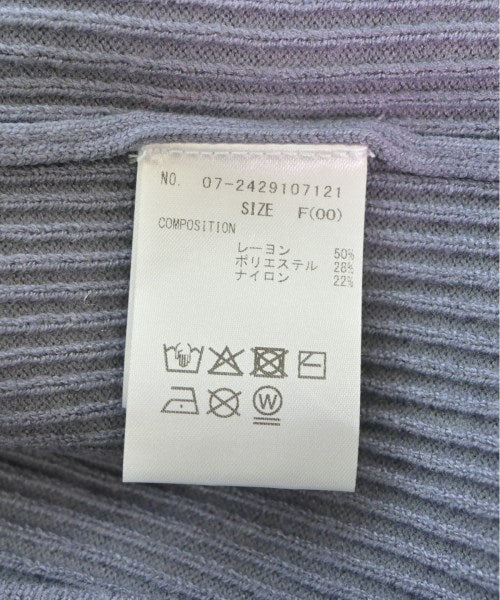 NO. 07-2429107121
SIZE F(00)
COMPOSITION
レーヨン 50%
ポリエステル 28%
ナイロン 22%
W